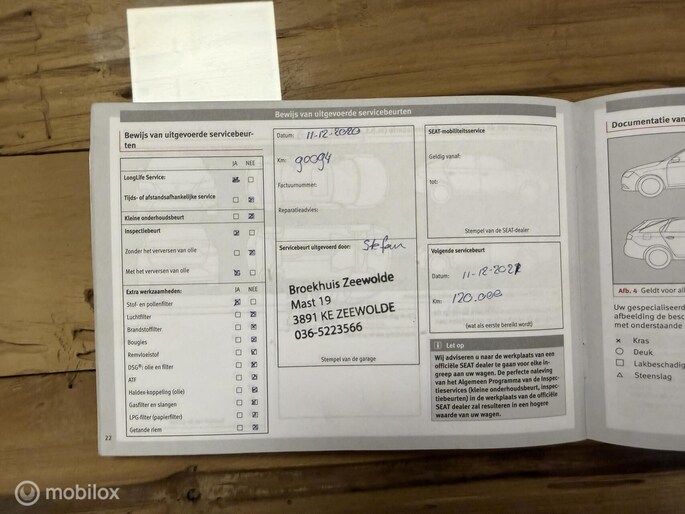 Bewijs van uitgevoerde servicebeurten
Bewijs van uitgevoerde servicebeur-
ten
JA NEE
LongLife Service:
Tijds- of afstandsafhankelijke service
Kleine onderhoudsbeurt
Inspectiebeurt
Zonder het verversen van olie
Met het verversen van olie
Extra werkzaamheden: JA NEE
Stof- en pollenfilter
Luchtfilter
Brandstoffilter
Bougies
Remvloeistof
DSG®: olie en filter
ATF
Haldex-koppeling (olie)
Gasfilter en slangen
LPG-filter (papierfilter)
Getande riem
22
Datum: 11-12-2020
Km: 90094
Factuurnummer:
Reparatieadvies:
Servicebeurt uitgevoerd door: Stefan
Broekhuis Zeewolde
Mast 19
3891 KE ZEEWOLDE
036-5223566
Stempel van de garage
SEAT-mobiliteitsservice
Geldig vanaf:
tot:
Stempel van de SEAT-dealer
Volgende servicebeurt
Datum: 11-12-2021
Km: 120.000
(wat als eerste bereikt wordt)
i Let op
Wij adviseren u naar de werkplaats van een
officiële SEAT dealer te gaan voor elke in-
greep aan uw wagen. De perfecte naleving
van het Algemeen Programma van de Inspec-
tieservices (kleine onderhoudsbeurt, inspec-
tiebeurten) in de werkplaats van de officiële
SEAT dealer zal resulteren in een hogere
waarde van uw wagen.
Documentatie van
Afb. 4 Geldt voor all
Uw gespecialiseerd
afbeelding de besc
met onderstaande
× Kras
Deuk
Lakbeschadig
Steenslag
mobilox